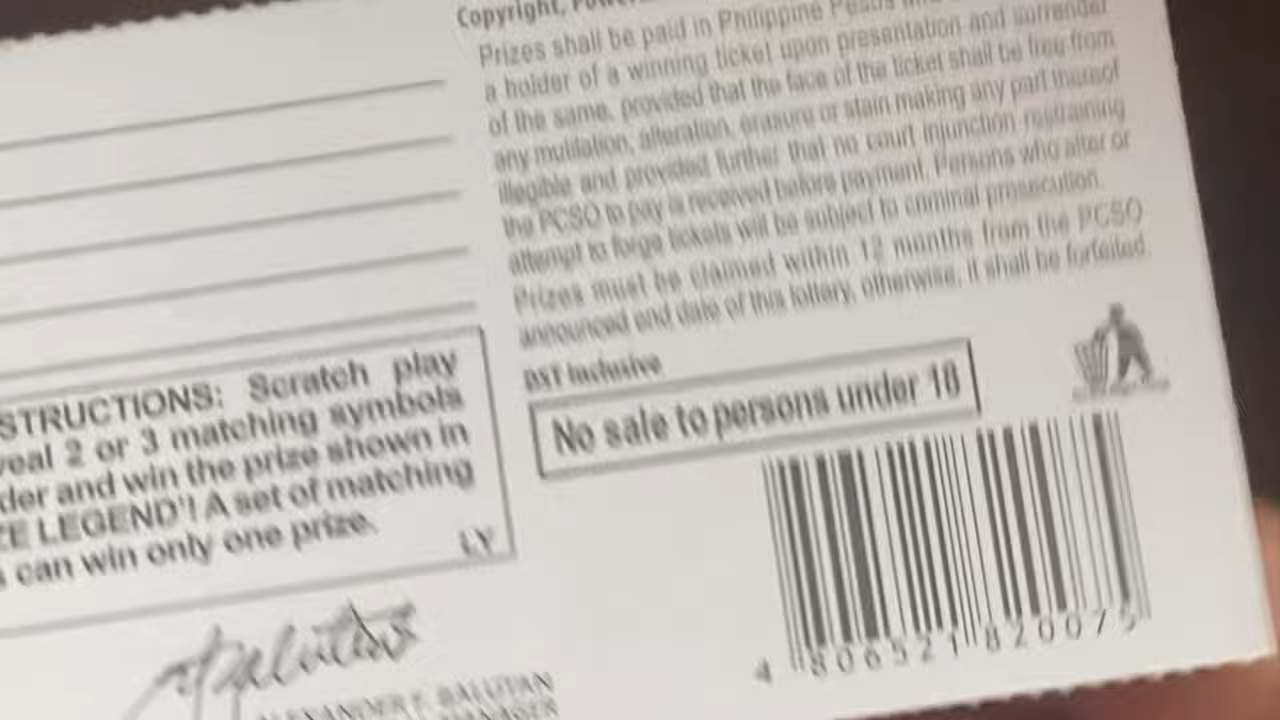 Copyright,
Prizes shall be paid in Philippine Pesos
a holder of a winning ticket upon presentation and surrender
of the same, provided that the face of the ticket shall be free from
any mutilation, alteration, erasure or stain making any part thereof
illegible and provided further that no court injunction restraining
the PCSO to pay is received before payment. Persons who alter or
attempt to forge tickets will be subject to criminal prosecution.
Prizes must be claimed within 12 months from the PCSO
announced end date of this lottery, otherwise, it shall be forfeited.
DST Inclusive
No sale to persons under 18
STRUCTIONS: Scratch play
veal 2 or 3 matching symbols
der and win the prize shown in
ZE LEGEND'! A set of matching
s can win only one prize.
LY
ALEXANDER F. BALUTAN
MANAGER
4 806521 820075